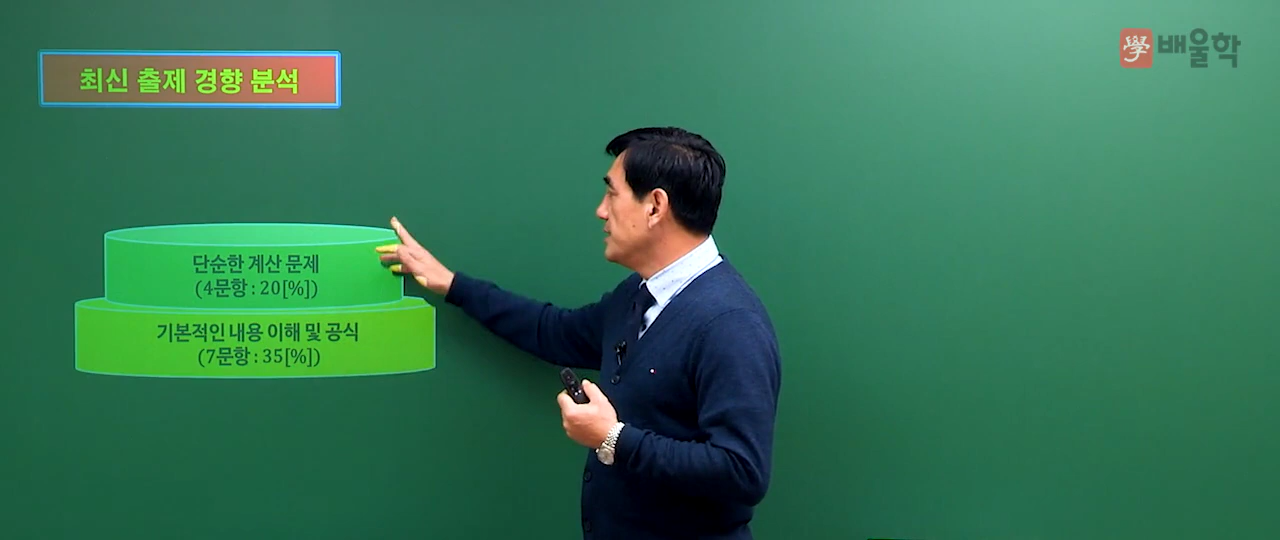 學 배울학
최신 출제 경향 분석
단순한 계산 문제
(4문항 : 20[%])
기본적인 내용 이해 및 공식
(7문항 : 35[%])